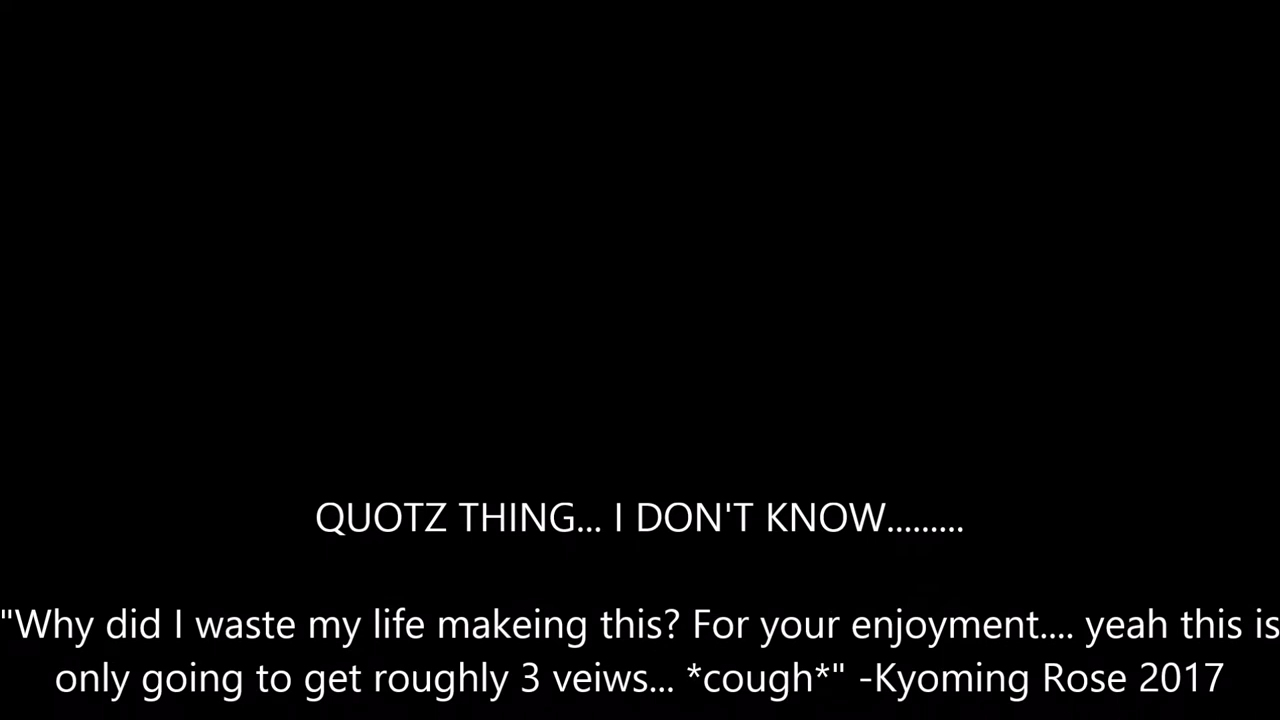 QUOTZ THING... I DON'T KNOW.........
"Why did I waste my life makeing this? For your enjoyment.... yeah this is
only going to get roughly 3 veiws... *cough*" -Kyoming Rose 2017